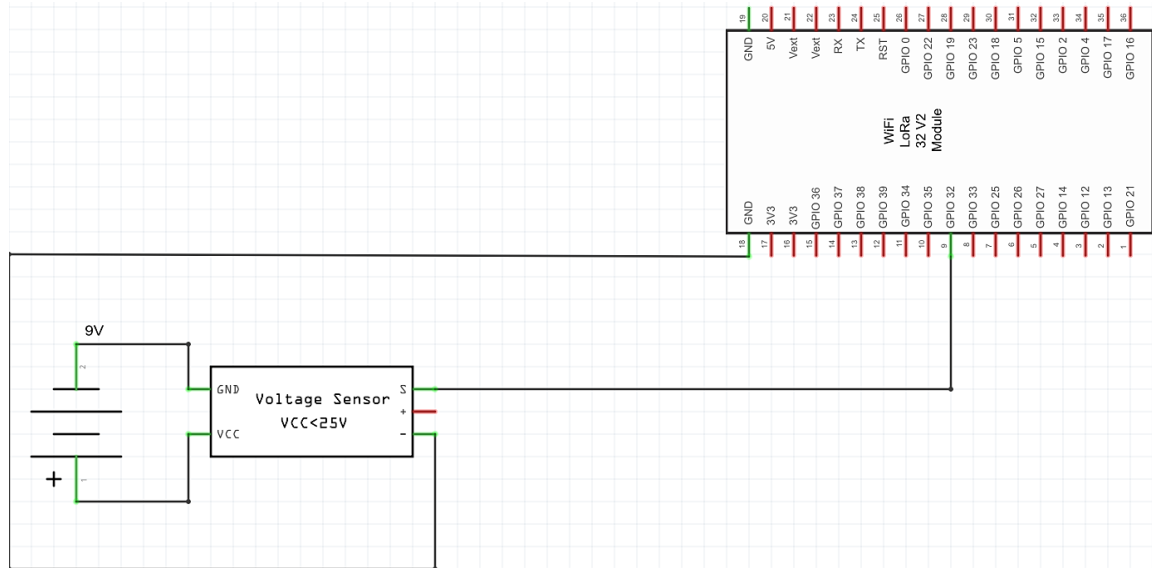 19 20 21 22 23 24 25 26 27 28 29 30 31 32 33 34 35 36
GND 5V Vext Vext RX TX RST GPIO 0 GPIO 22 GPIO 19 GPIO 23 GPIO 18 GPIO 5 GPIO 15 GPIO 2 GPIO 4 GPIO 17 GPIO 16
WiFi
LoRa
32 V2
Module
GND 3V3 3V3 GPIO 36 GPIO 37 GPIO 38 GPIO 39 GPIO 34 GPIO 35 GPIO 32 GPIO 33 GPIO 25 GPIO 26 GPIO 27 GPIO 14 GPIO 12 GPIO 13 GPIO 21
18 17 16 15 14 13 12 11 10 9 8 7 6 5 4 3 2 1
9V
2
GND
Voltage Sensor
VCC<25V
S
+
VCC
-
+
1